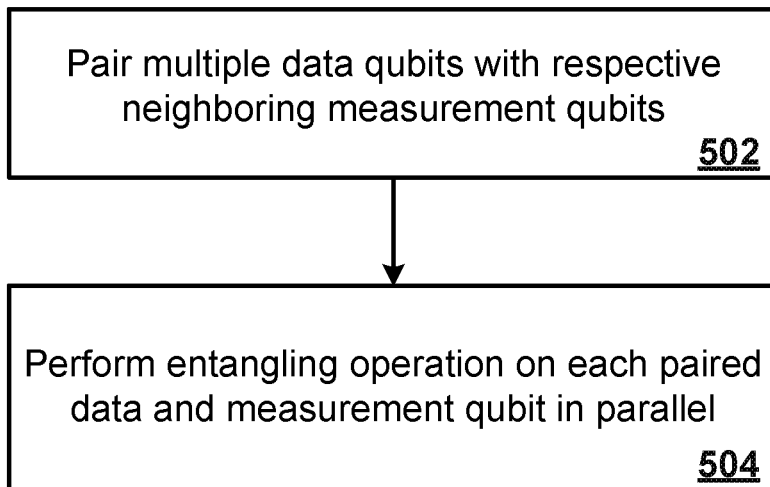 Pair multiple data qubits with respective
neighboring measurement qubits
502
Perform entangling operation on each paired
data and measurement qubit in parallel
504